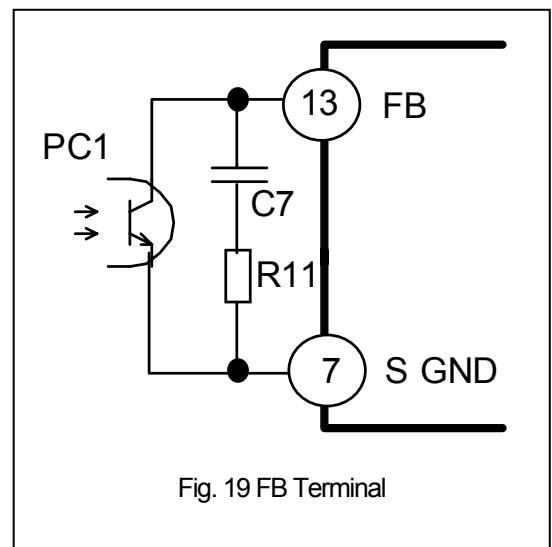 13 FB
PC1
C7
R11
7 S GND
Fig. 19 FB Terminal